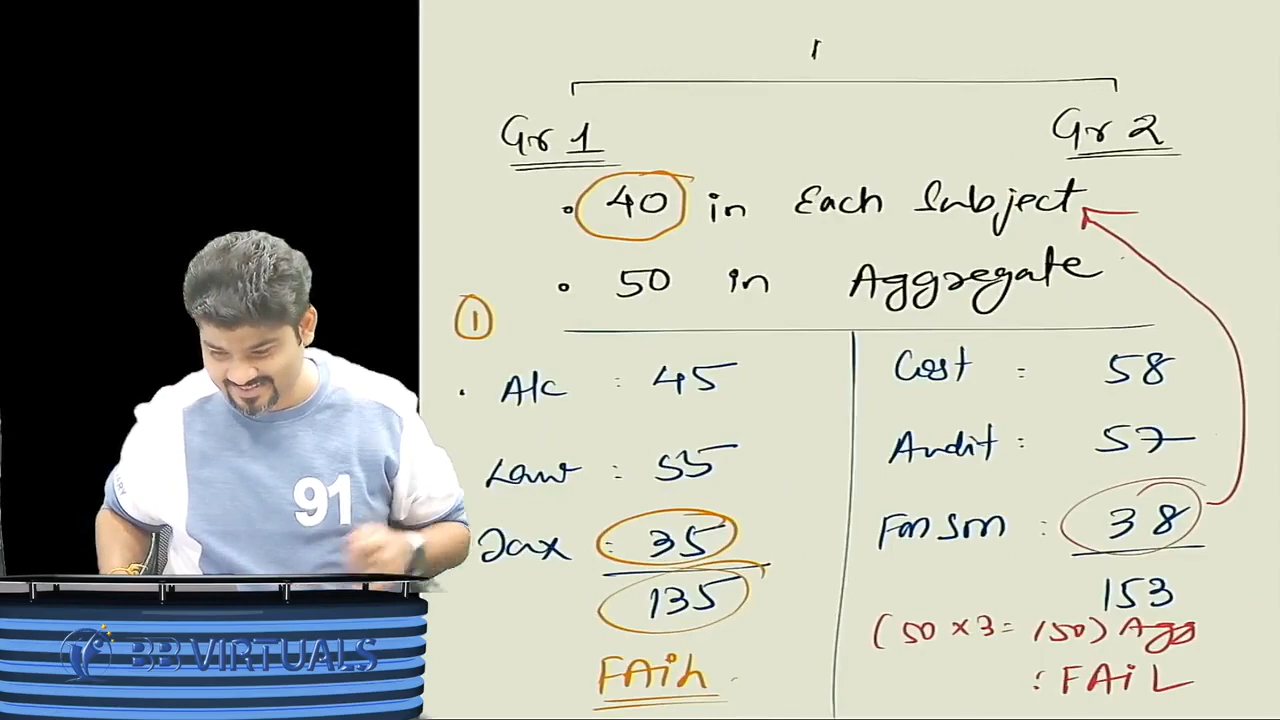 Gr 1
Gr 2
• 40 in Each Subject
• 50 in Aggregate
1
• A/c : 45
Law : 55
Tax : 35
135
FAiL
Cost : 58
Audit : 57
Fm Sm : 38
153
(50 x 3 = 150) Agg
: FAiL
91
BB VIRTUALS